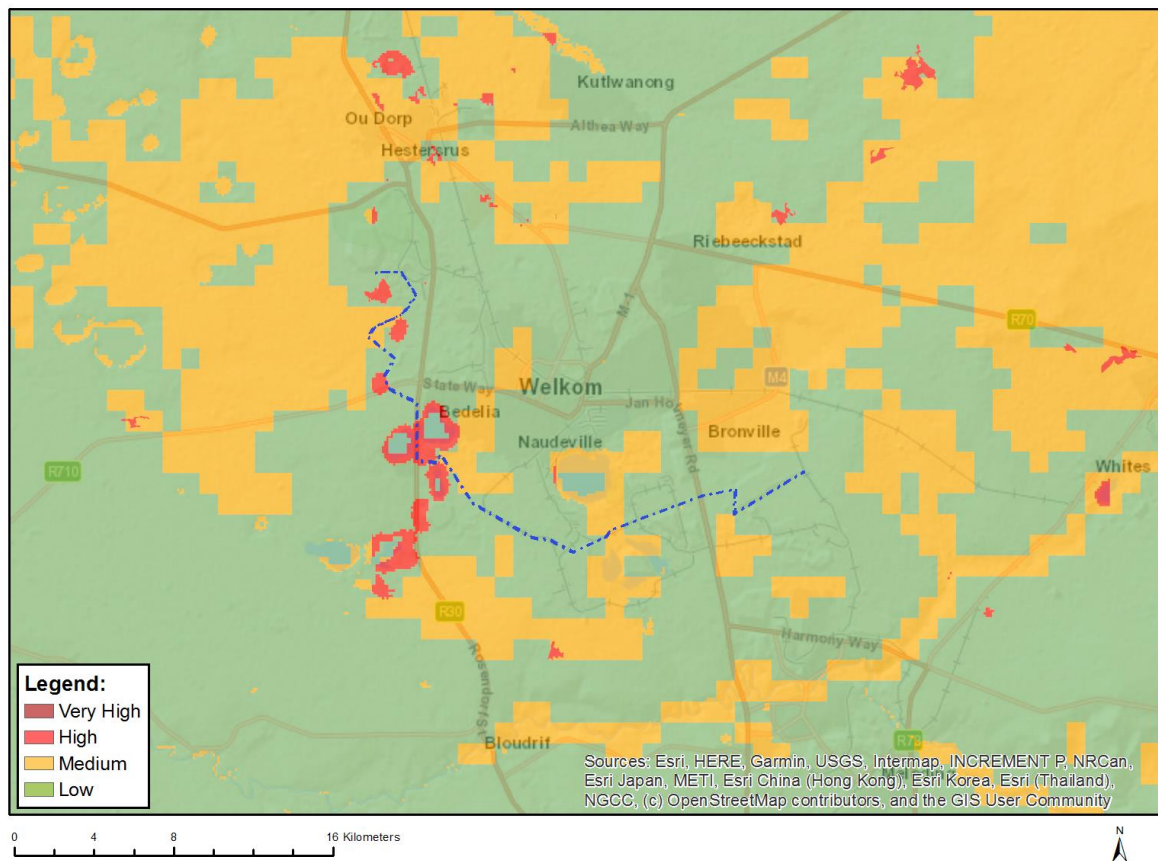 Kutlwanong
Ou Dorp
Althea Way
Hestersrus
Riebeeckstad
M-1
R70
State Way
Welkom
M4
Bedelia
Jan Ho
meyer Rd
Naudeville
Bronville
R710
Whites
R30
Harmony Way
Rosendorf St
Bloudrif
R73
Legend:
Very High
High
Medium
Low
Sources: Esri, HERE, Garmin, USGS, Intermap, INCREMENT P, NRCan,
Esri Japan, METI, Esri China (Hong Kong), Esri Korea, Esri (Thailand),
NGCC, (c) OpenStreetMap contributors, and the GIS User Community
0 4 8 16 Kilometers
N